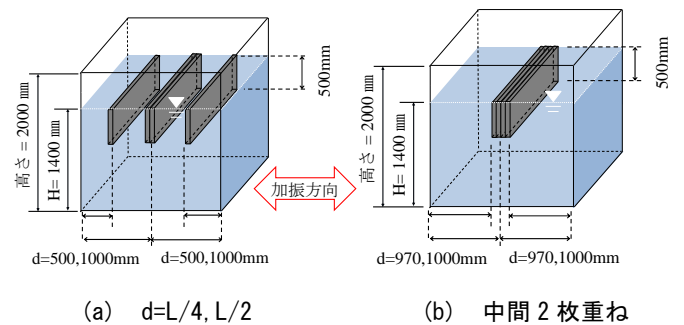 500mm
高さ = 2000 ㎜
H= 1400 ㎜
d=500,1000mm
d=500,1000mm
(a) d=L/4, L/2
加振方向
500mm
高さ = 2000 ㎜
H= 1400 ㎜
d=970,1000mm
d=970,1000mm
(b) 中間2枚重ね